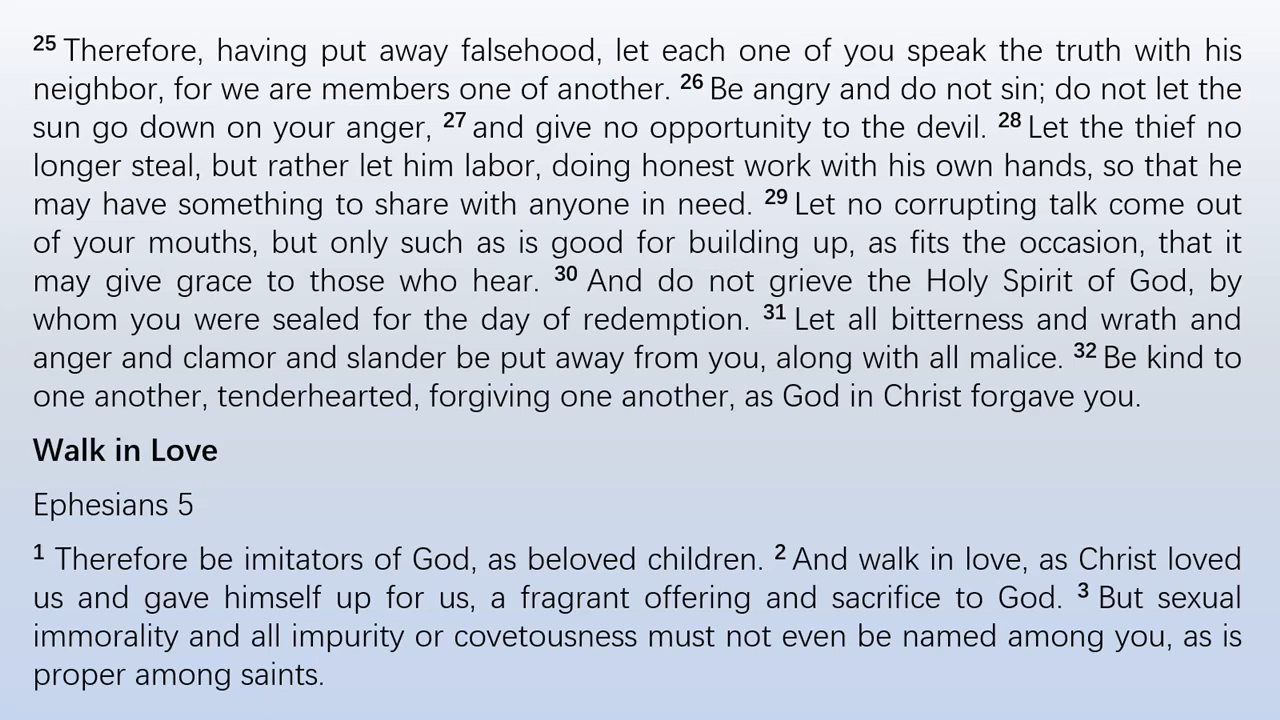 25 Therefore, having put away falsehood, let each one of you speak the truth with his
neighbor, for we are members one of another. 26 Be angry and do not sin; do not let the
sun go down on your anger, 27 and give no opportunity to the devil. 28 Let the thief no
longer steal, but rather let him labor, doing honest work with his own hands, so that he
may have something to share with anyone in need. 29 Let no corrupting talk come out
of your mouths, but only such as is good for building up, as fits the occasion, that it
may give grace to those who hear. 30 And do not grieve the Holy Spirit of God, by
whom you were sealed for the day of redemption. 31 Let all bitterness and wrath and
anger and clamor and slander be put away from you, along with all malice. 32 Be kind to
one another, tenderhearted, forgiving one another, as God in Christ forgave you.
Walk in Love
Ephesians 5
1 Therefore be imitators of God, as beloved children. 2 And walk in love, as Christ loved
us and gave himself up for us, a fragrant offering and sacrifice to God. 3 But sexual
immorality and all impurity or covetousness must not even be named among you, as is
proper among saints.